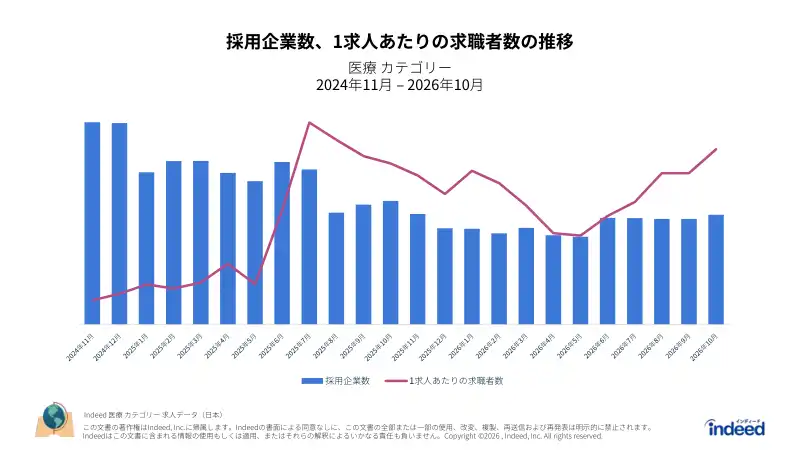 採用企業数、1求人あたりの求職者数の推移
医療 カテゴリー
2024年11月 – 2026年10月
2024年11月
2024年12月
2025年1月
2025年2月
2025年3月
2025年4月
2025年5月
2025年6月
2025年7月
2025年8月
2025年9月
2025年10月
2025年11月
2025年12月
2026年1月
2026年2月
2026年3月
2026年4月
2026年5月
2026年6月
2026年7月
2026年8月
2026年9月
2026年10月
採用企業数
1求人あたりの求職者数
Indeed 医療 カテゴリー 求人データ（日本）
この文書の著作権はIndeed, Inc.に帰属します。Indeedの書面による同意なしに、この文書の全部または一部の使用、改変、複製、再送信および再発表は明示的に禁止されます。
Indeedはこの文書に含まれる情報の使用もしくは適用、またはそれらの解釈によるいかなる責任も負いません。Copyright ©2026 , Indeed, Inc. All rights reserved.
インディード
indeed